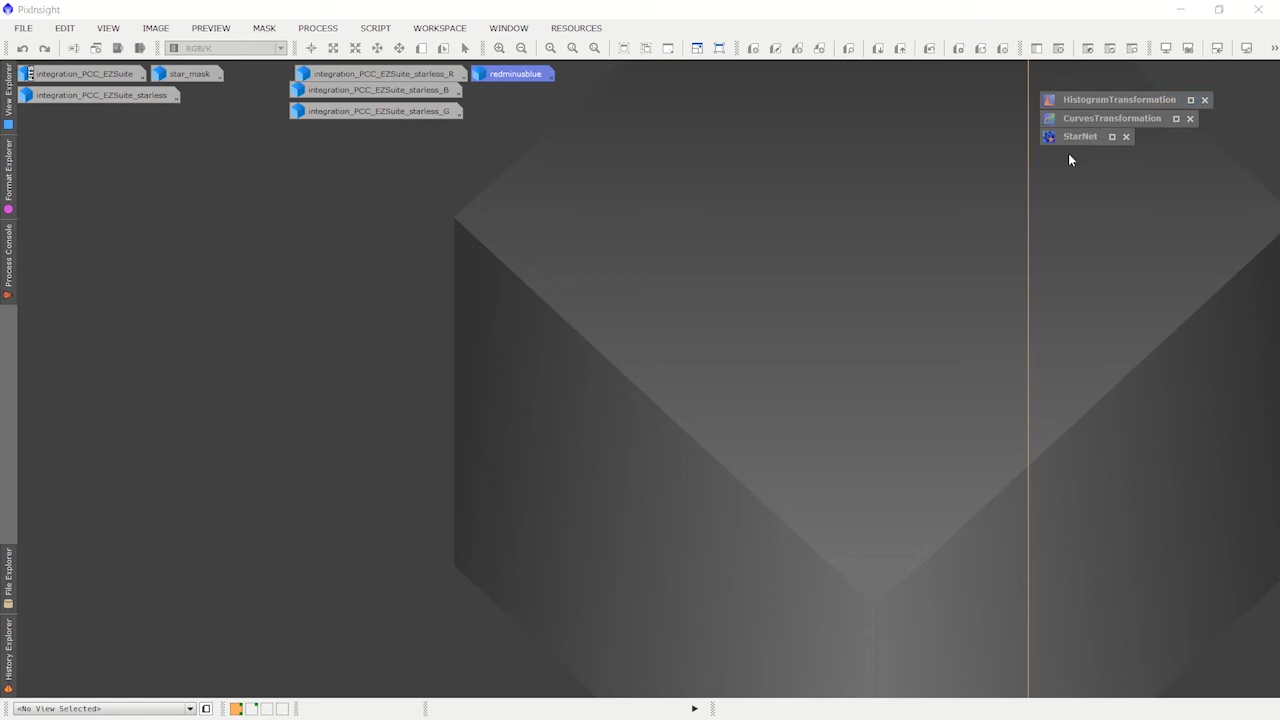 PixInsight
FILE EDIT VIEW IMAGE PREVIEW MASK PROCESS SCRIPT WORKSPACE WINDOW RESOURCES
RGB/K
integration_PCC_EZSuite star_mask integration_PCC_EZSuite_starless_R redminusblue
integration_PCC_EZSuite_starless integration_PCC_EZSuite_starless_B
integration_PCC_EZSuite_starless_G
HistogramTransformation
CurvesTransformation
StarNet
View Explorer
Format Explorer
Process Console
File Explorer
History Explorer
<No View Selected>